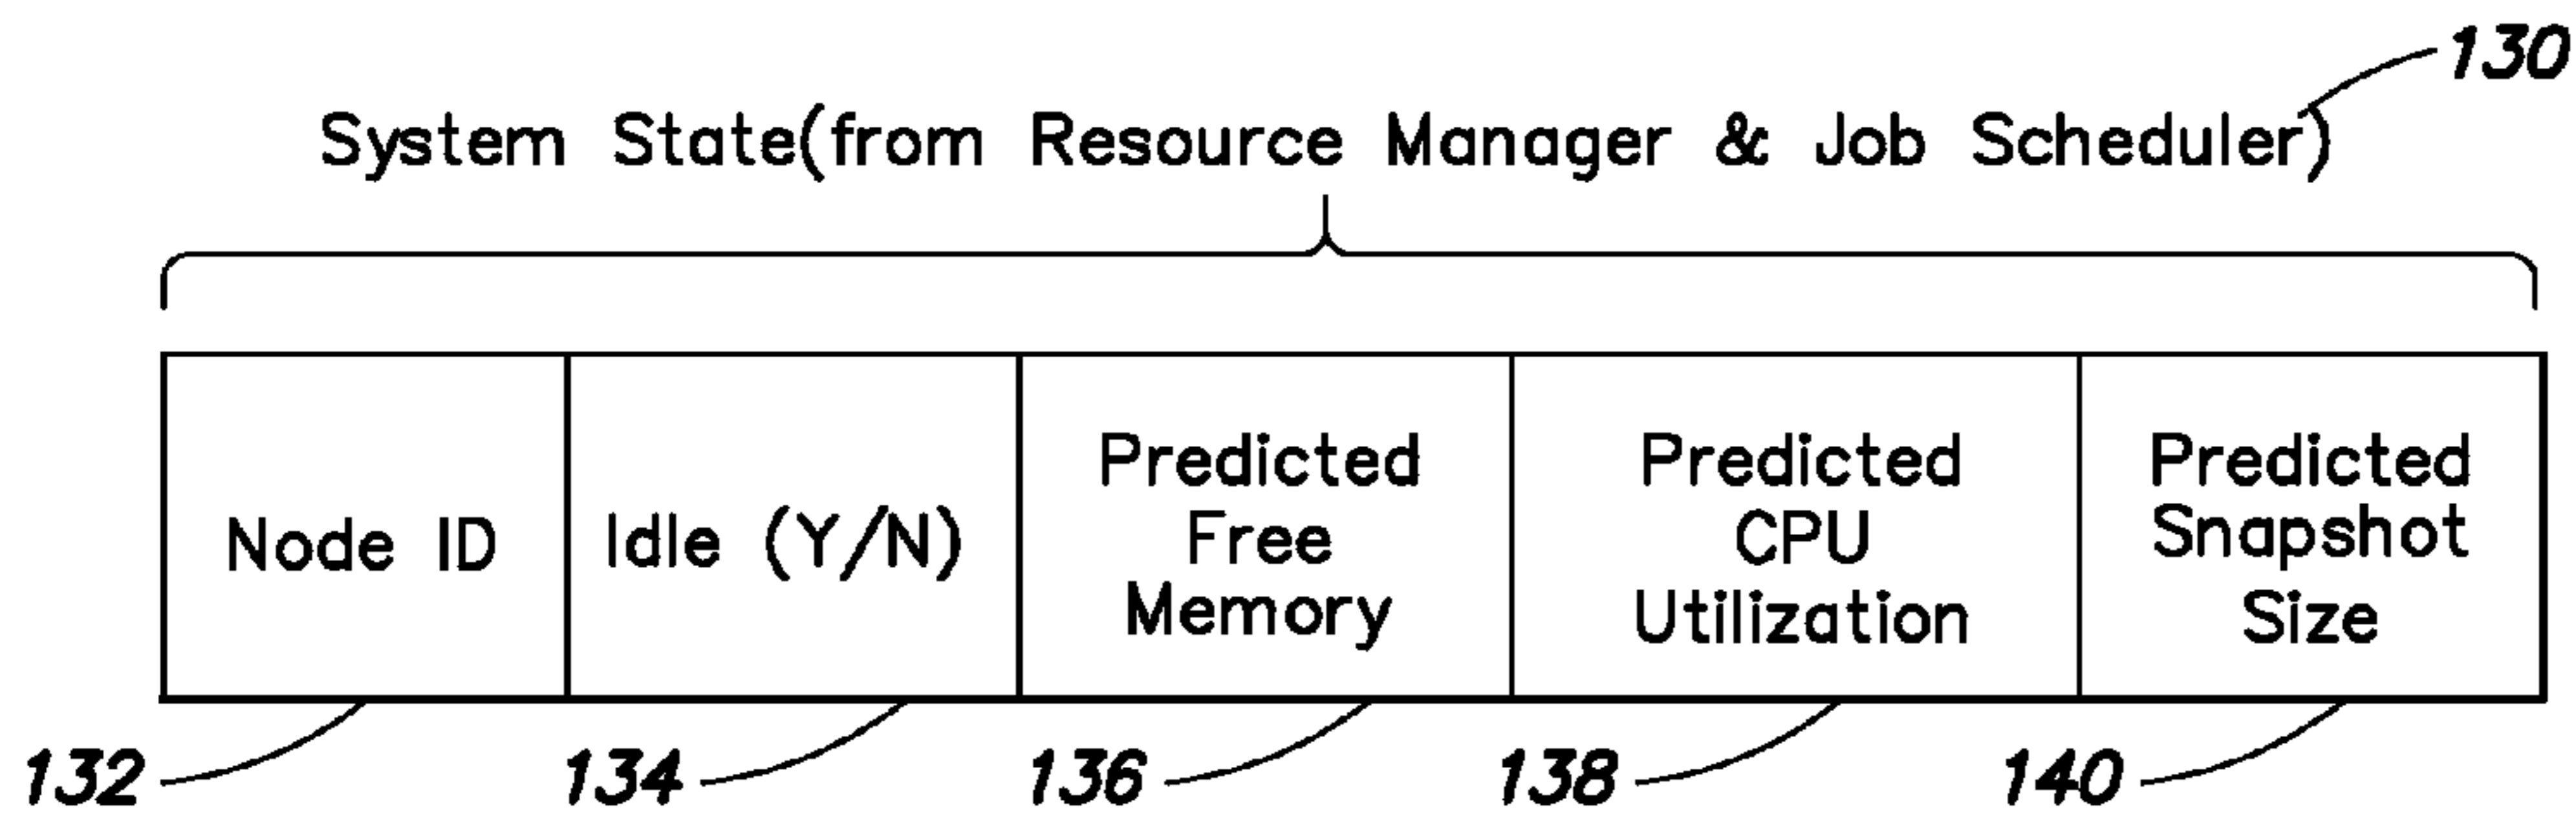 130
System State(from Resource Manager & Job Scheduler)
Node ID
Idle (Y/N)
Predicted
Free
Memory
Predicted
CPU
Utilization
Predicted
Snapshot
Size
132
134
136
138
140